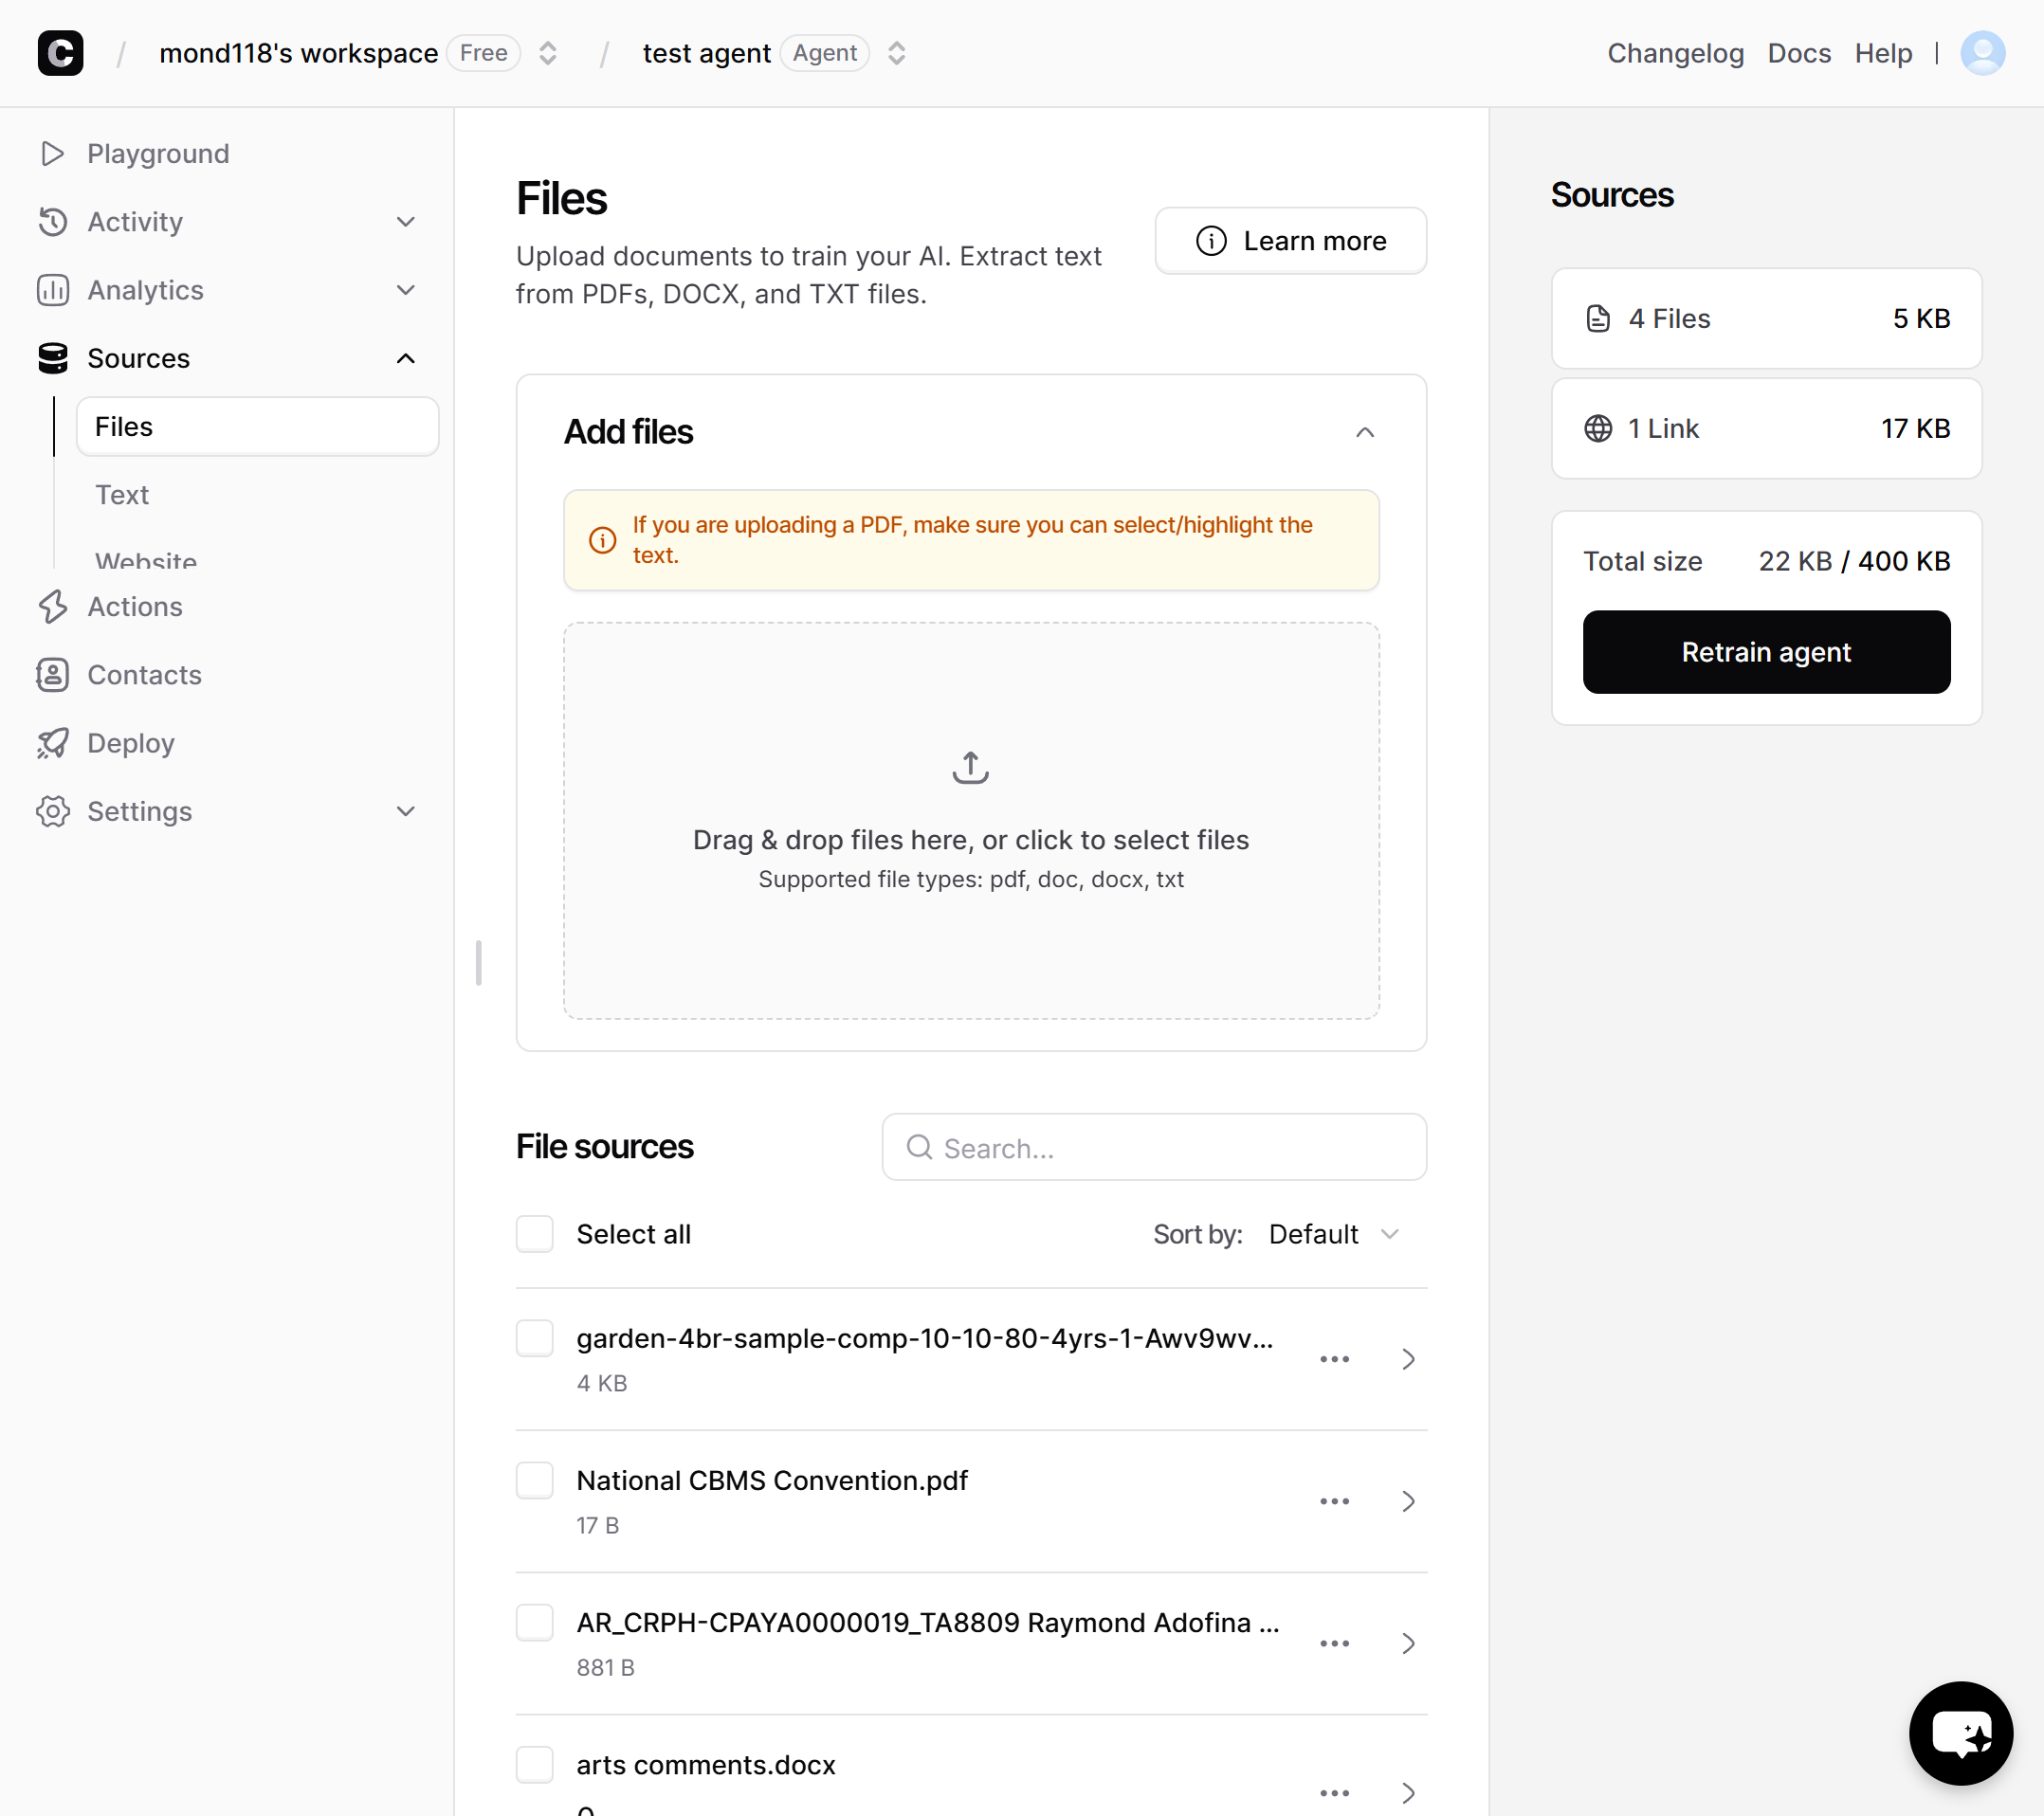 C / mond118's workspace Free / test agent Agent Changelog Docs Help |
Playground
Activity
Analytics
Sources
Files
Text
Website
Actions
Contacts
Deploy
Settings
Files
Upload documents to train your AI. Extract text
from PDFs, DOCX, and TXT files.
Learn more
Add files
If you are uploading a PDF, make sure you can select/highlight the
text.
Drag & drop files here, or click to select files
Supported file types: pdf, doc, docx, txt
File sources
Search...
Select all
Sort by: Default
garden-4br-sample-comp-10-10-80-4yrs-1-Awv9wv...
4 KB
National CBMS Convention.pdf
17 B
AR_CRPH-CPAYA0000019_TA8809 Raymond Adofina ...
881 B
arts comments.docx
Sources
4 Files 5 KB
1 Link 17 KB
Total size 22 KB / 400 KB
Retrain agent